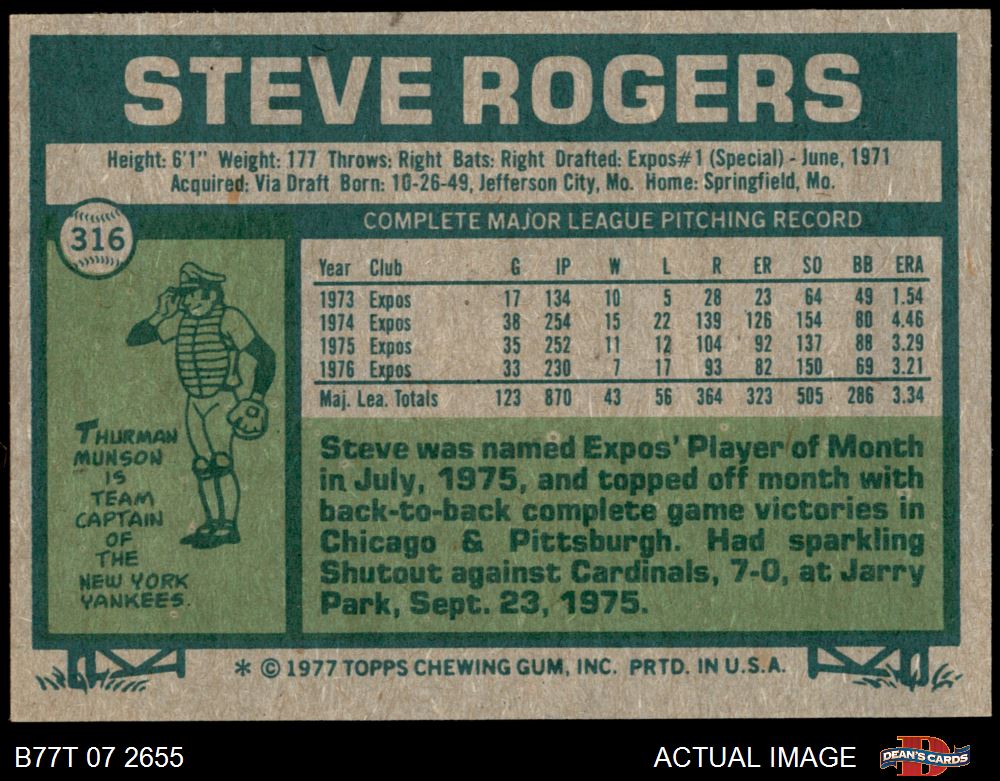 STEVE ROGERS
Height: 6'1" Weight: 177 Throws: Right Bats: Right Drafted: Expos#1 (Special) - June, 1971
Acquired: Via Draft Born: 10-26-49, Jefferson City, Mo. Home: Springfield, Mo.
316
COMPLETE MAJOR LEAGUE PITCHING RECORD
Year Club G IP W L R ER SO BB ERA
1973 Expos 17 134 10 5 28 23 64 49 1.54
1974 Expos 38 254 15 22 139 126 154 80 4.46
1975 Expos 35 252 11 12 104 92 137 88 3.29
1976 Expos 33 230 7 17 93 82 150 69 3.21
Maj. Lea. Totals 123 870 43 56 364 323 505 286 3.34
THURMAN
MUNSON
IS
TEAM
CAPTAIN
OF
THE
NEW YORK
YANKEES.
Steve was named Expos' Player of Month
in July, 1975, and topped off month with
back-to-back complete game victories in
Chicago & Pittsburgh. Had sparkling
Shutout against Cardinals, 7-0, at Jarry
Park, Sept. 23, 1975.
* © 1977 TOPPS CHEWING GUM, INC. PRTD. IN U.S.A.
B77T 07 2655
ACTUAL IMAGE
DEAN'S CARDS